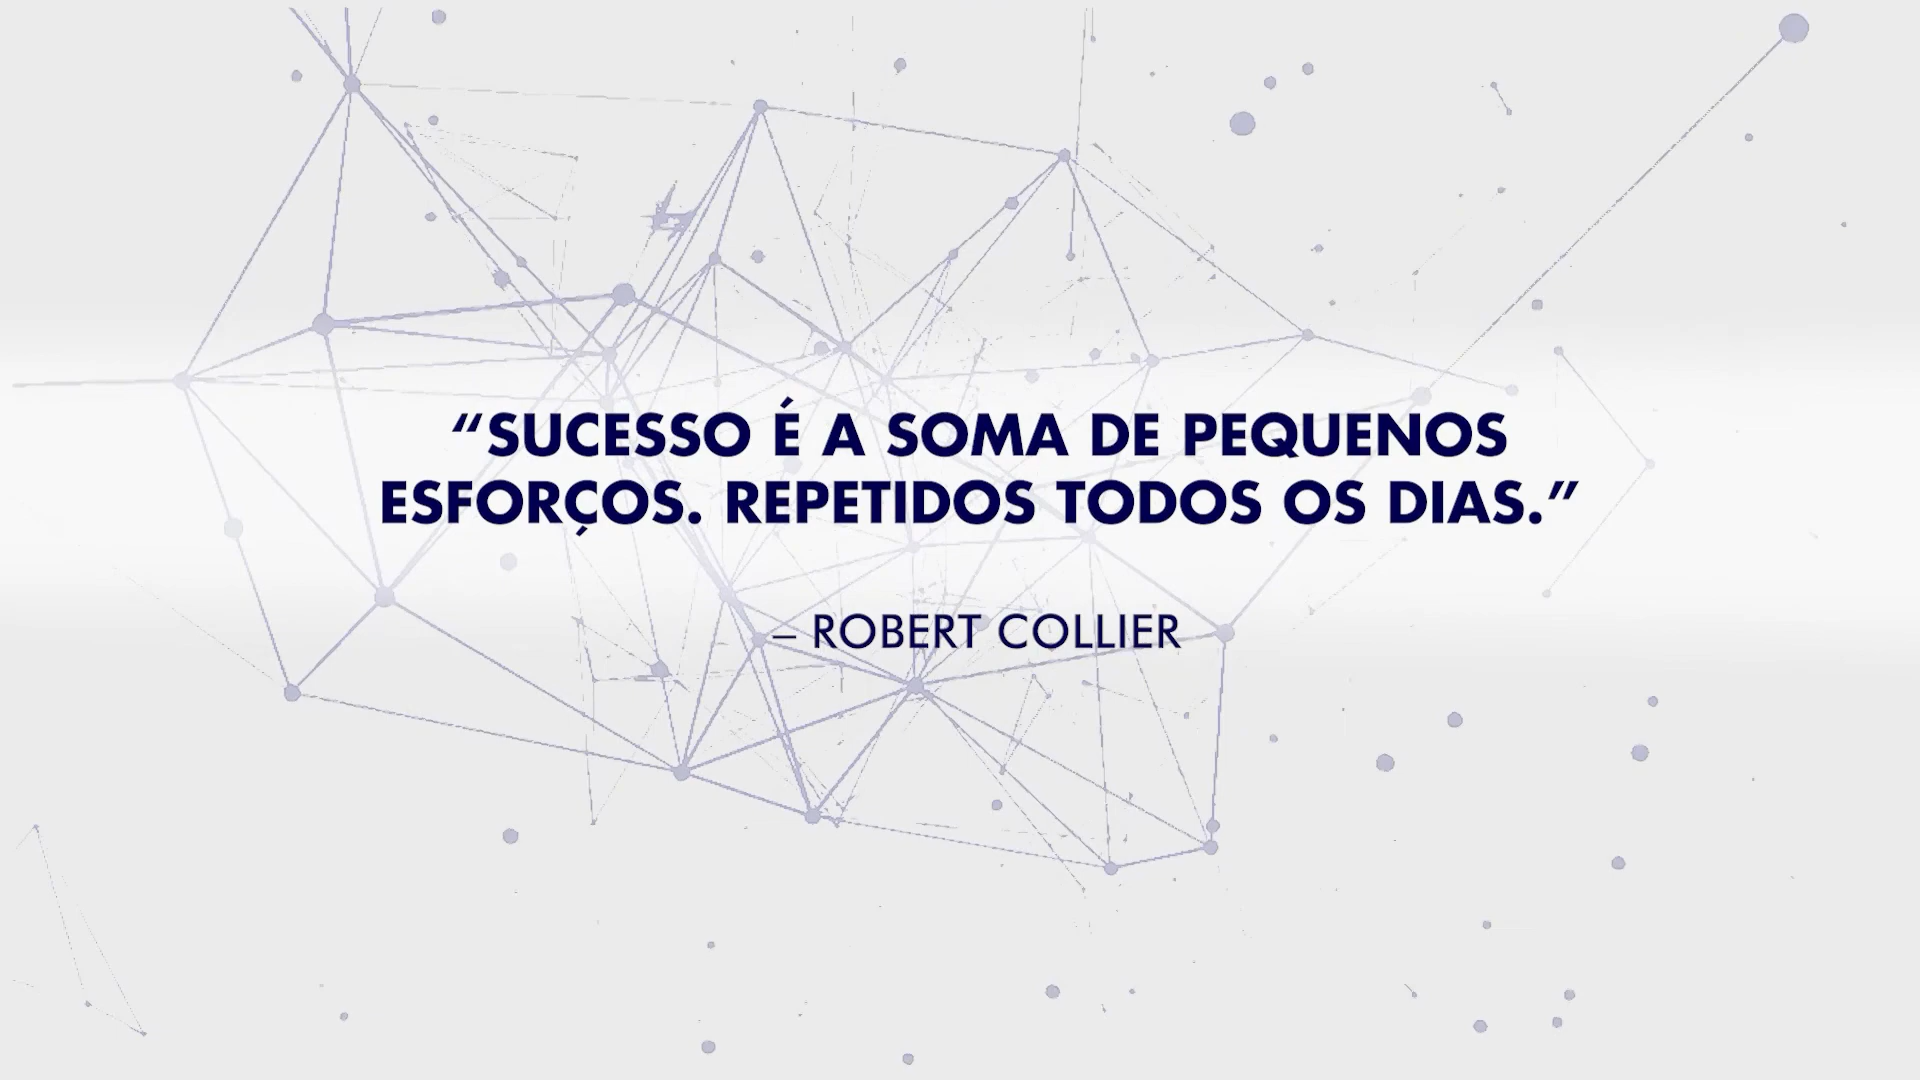 “SUCESSO É A SOMA DE PEQUENOS
ESFORÇOS. REPETIDOS TODOS OS DIAS.”
– ROBERT COLLIER